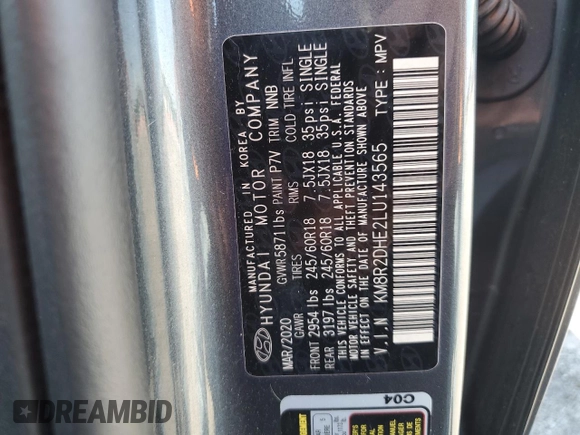 MANUFACTURED IN KOREA BY
HYUNDAI MOTOR COMPANY
MAR/2020 GVWR 5871 lbs PAINT P7V TRIM NNB
GAWR TIRES RIMS COLD TIRE INFL
FRONT 2954 lbs 245/60R18 7.5JX18 35psi SINGLE
REAR 3197 lbs 245/60R18 7.5JX18 35psi SINGLE
THIS VEHICLE CONFORMS TO ALL APPLICABLE U.S.A. FEDERAL
MOTOR VEHICLE SAFETY AND THEFT PREVENTION STANDARDS
IN EFFECT ON THE DATE OF MANUFACTURE SHOWN ABOVE
V.I.N KM8R2DHE2LU143565 TYPE : MPV
C04
DREAMBID